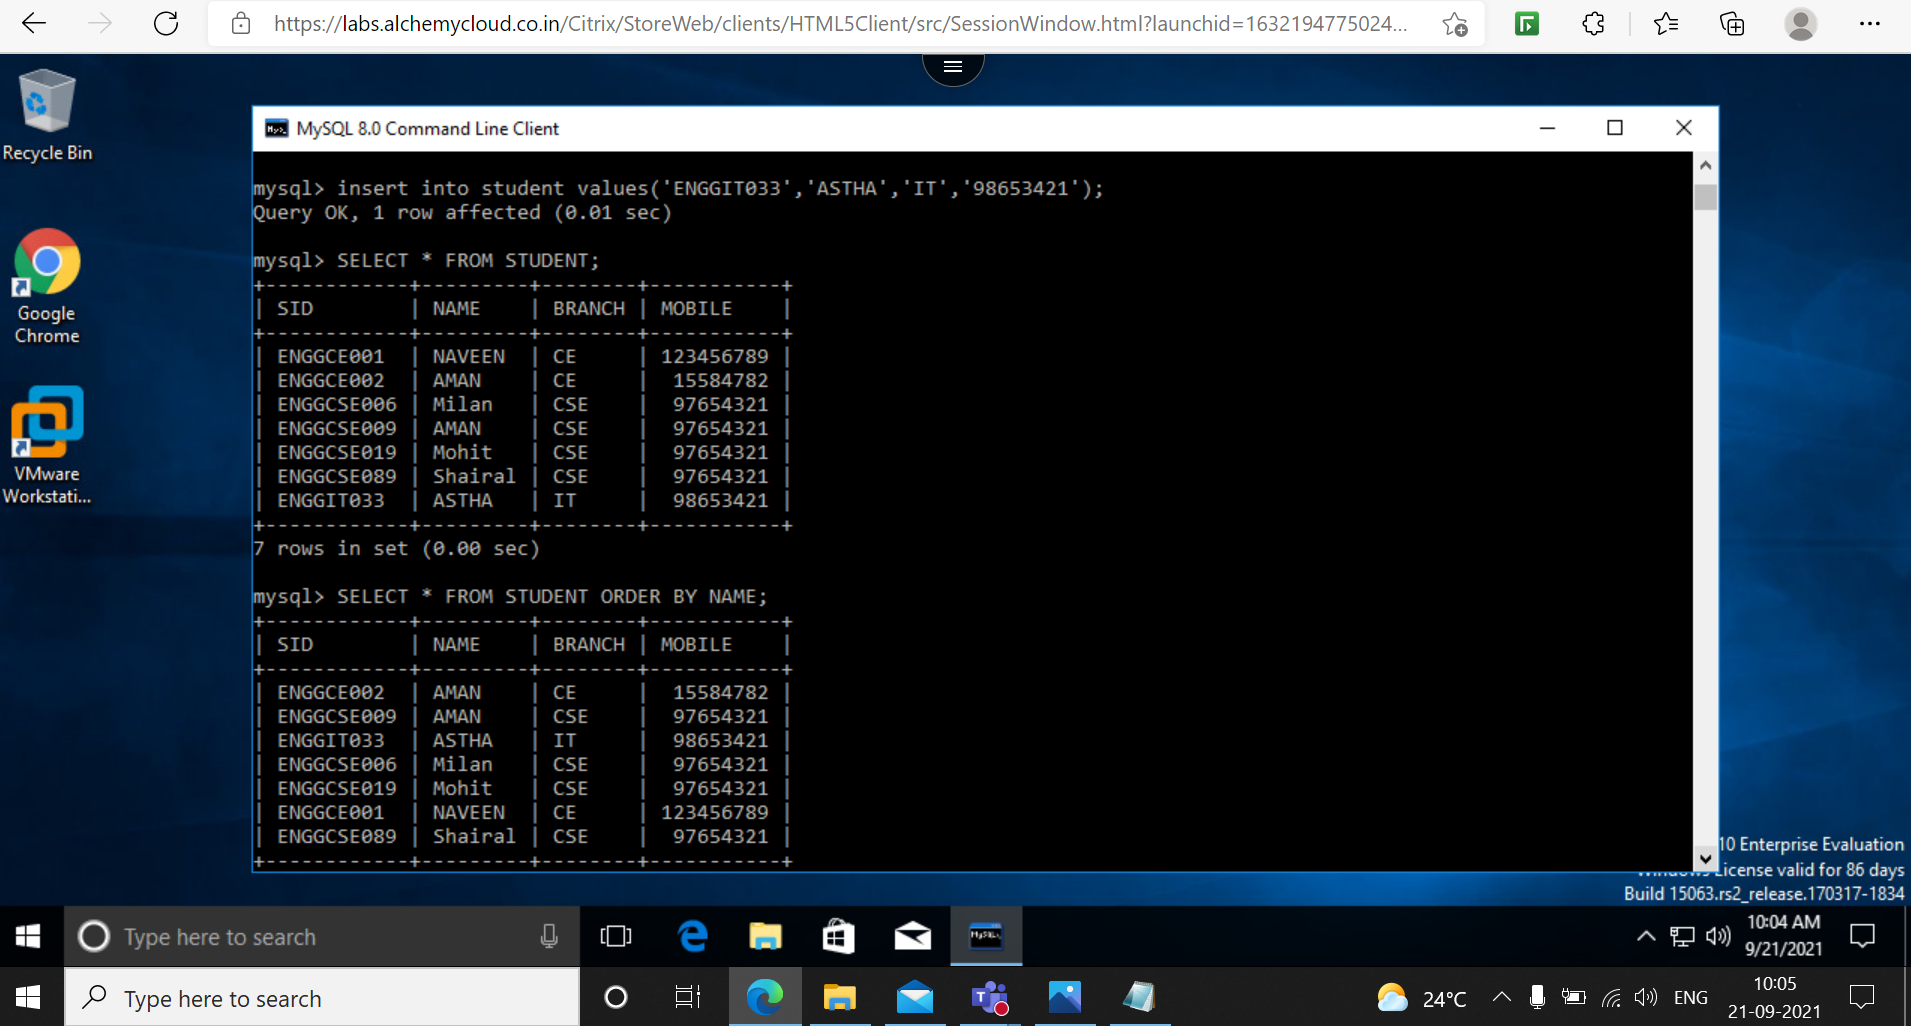 https://labs.alchemycloud.co.in/Citrix/StoreWeb/clients/HTML5Client/src/SessionWindow.html?launchid=1632194775024...
Recycle Bin
Google
Chrome
VMware
Workstati...
MySQL 8.0 Command Line Client
mysql> insert into student values('ENGGIT033','ASTHA','IT','98653421');
Query OK, 1 row affected (0.01 sec)
mysql> SELECT * FROM STUDENT;
+------------+---------+--------+-----------+
| SID        | NAME    | BRANCH | MOBILE    |
+------------+---------+--------+-----------+
| ENGGCE001  | NAVEEN  | CE     | 123456789 |
| ENGGCE002  | AMAN    | CE     |  15584782 |
| ENGGCSE006 | Milan   | CSE    |  97654321 |
| ENGGCSE009 | AMAN    | CSE    |  97654321 |
| ENGGCSE019 | Mohit   | CSE    |  97654321 |
| ENGGCSE089 | Shairal | CSE    |  97654321 |
| ENGGIT033  | ASTHA   | IT     |  98653421 |
+------------+---------+--------+-----------+
7 rows in set (0.00 sec)
mysql> SELECT * FROM STUDENT ORDER BY NAME;
+------------+---------+--------+-----------+
| SID        | NAME    | BRANCH | MOBILE    |
+------------+---------+--------+-----------+
| ENGGCE002  | AMAN    | CE     |  15584782 |
| ENGGCSE009 | AMAN    | CSE    |  97654321 |
| ENGGIT033  | ASTHA   | IT     |  98653421 |
| ENGGCSE006 | Milan   | CSE    |  97654321 |
| ENGGCSE019 | Mohit   | CSE    |  97654321 |
| ENGGCE001  | NAVEEN  | CE     | 123456789 |
| ENGGCSE089 | Shairal | CSE    |  97654321 |
+------------+---------+--------+-----------+
10 Enterprise Evaluation
Windows License valid for 86 days
Build 15063.rs2_release.170317-1834
Type here to search
10:04 AM
9/21/2021
Type here to search
24°C
ENG
10:05
21-09-2021